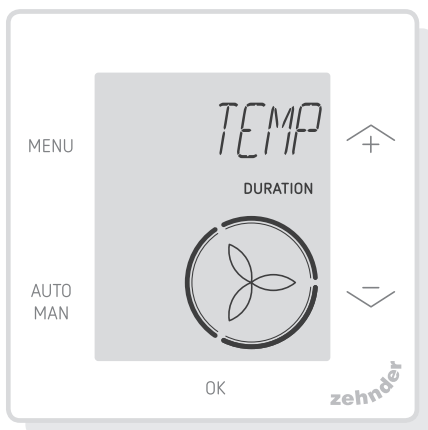 TEMP
MENU
+
DURATION
AUTO
MAN
−
OK
zehnder